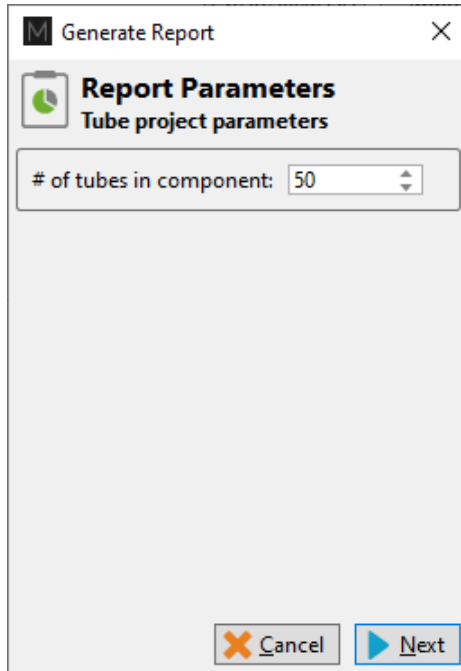 M Generate Report
Report Parameters
Tube project parameters
# of tubes in component: 50
Cancel Next